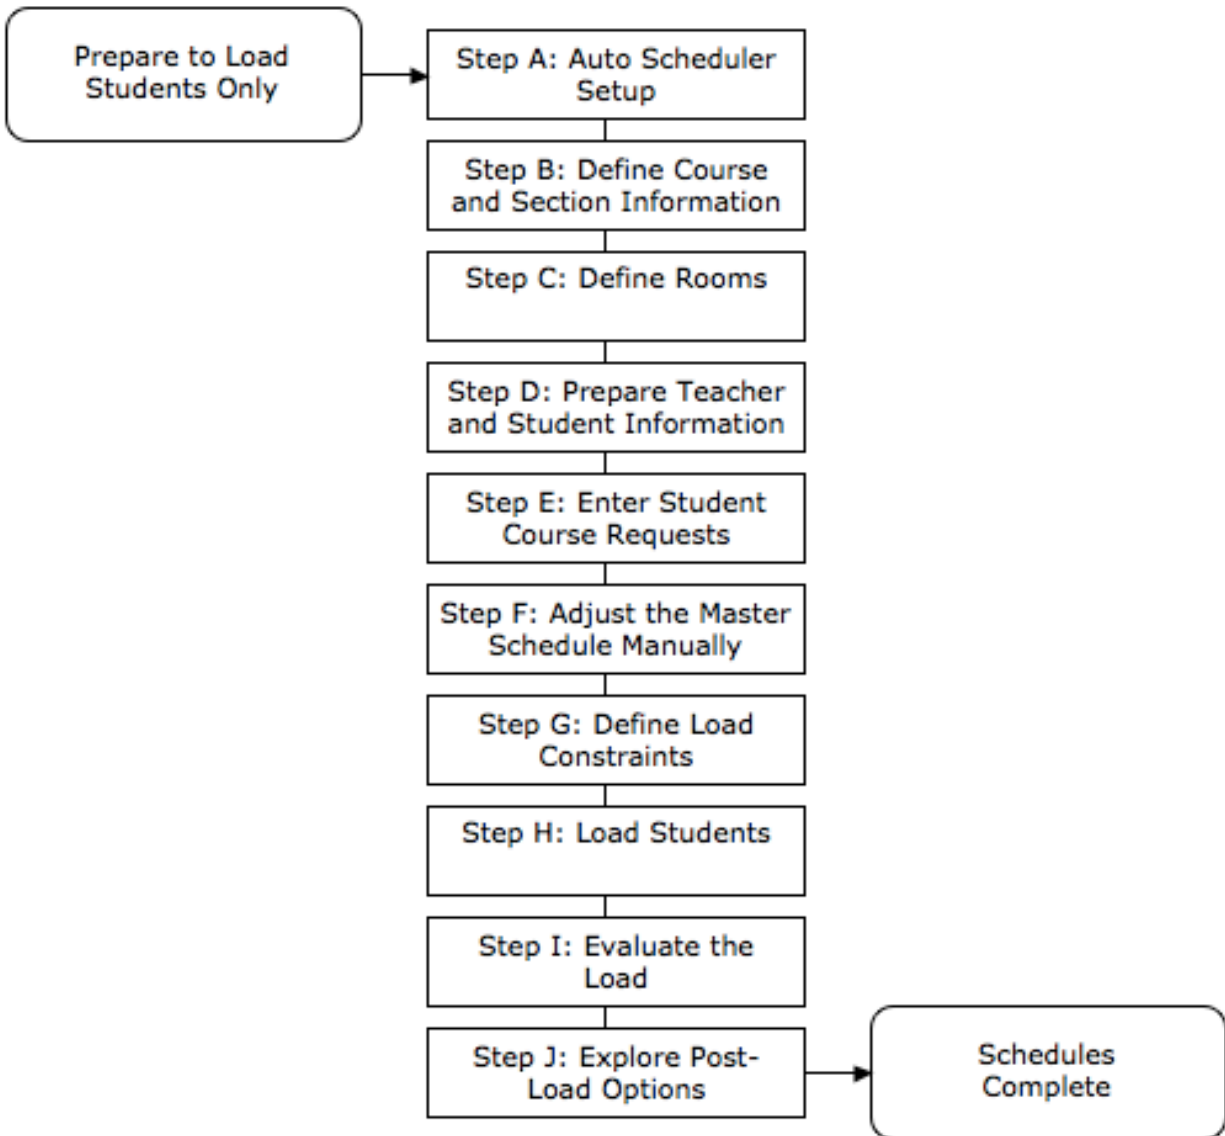 Prepare to Load
Students Only
Step A: Auto Scheduler
Setup
Step B: Define Course
and Section Information
Step C: Define Rooms
Step D: Prepare Teacher
and Student Information
Step E: Enter Student
Course Requests
Step F: Adjust the Master
Schedule Manually
Step G: Define Load
Constraints
Step H: Load Students
Step I: Evaluate the
Load
Step J: Explore Post-
Load Options
Schedules
Complete